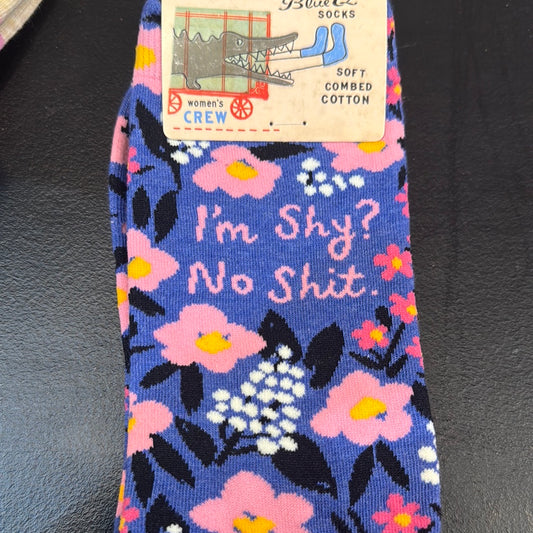 Blue Q
SOCKS
SOFT
COMBED
COTTON
women's
CREW
I'm Shy?
No Shit.